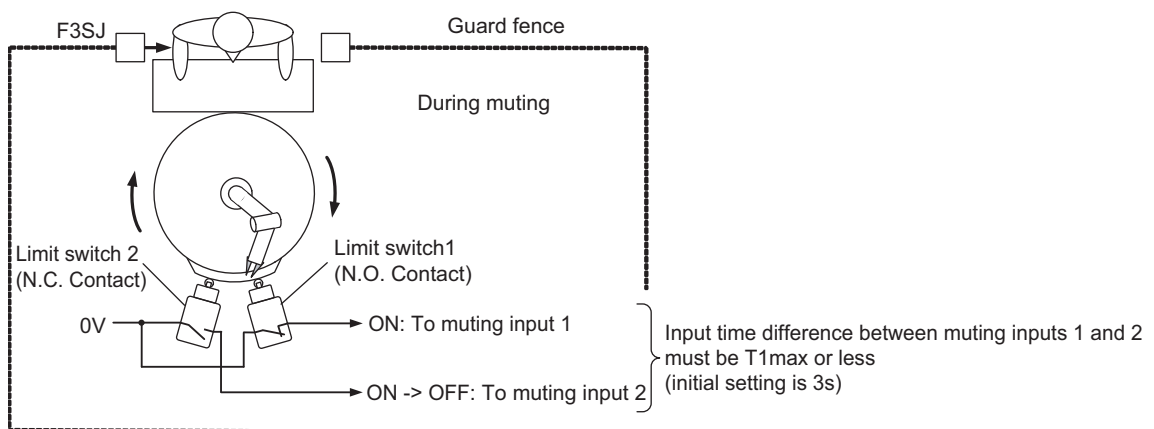 F3SJ
Guard fence
During muting
Limit switch 2
(N.C. Contact)
Limit switch1
(N.O. Contact)
0V
ON: To muting input 1
ON -> OFF: To muting input 2
Input time difference between muting inputs 1 and 2
must be T1max or less
(initial setting is 3s)